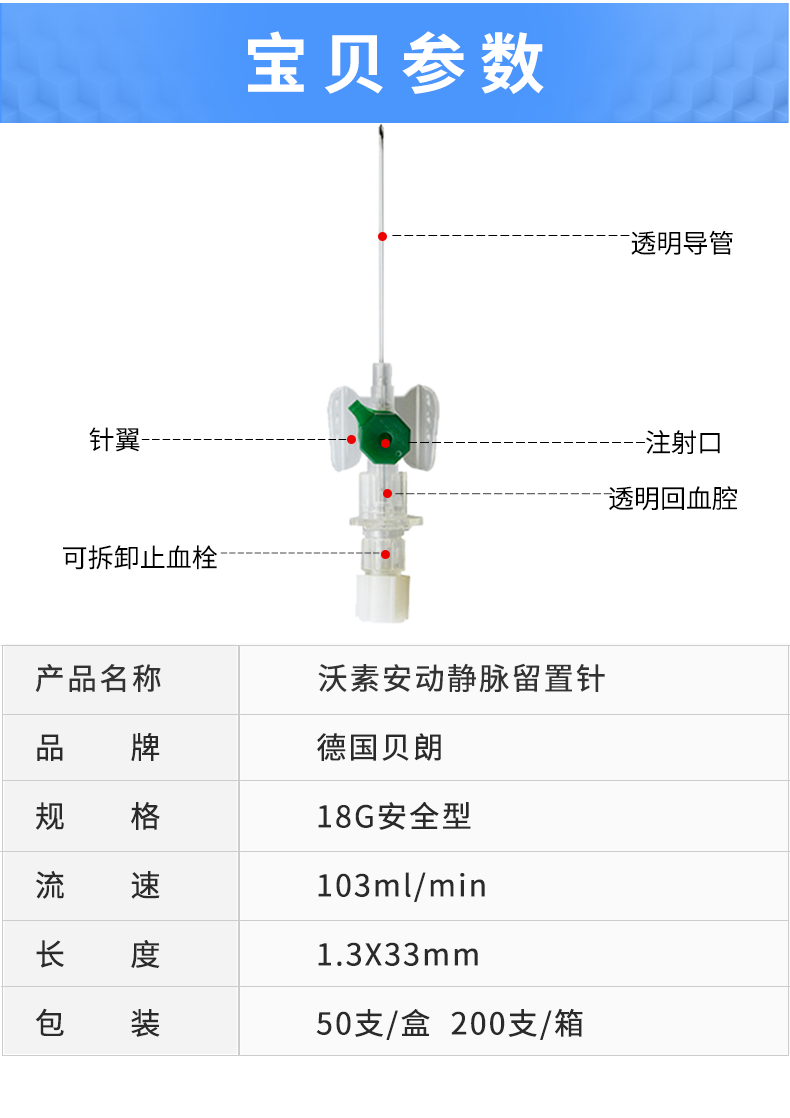 宝贝参数
透明导管
针翼
注射口
透明回血腔
可拆卸止血栓
产品名称 沃素安动静脉留置针
品 牌 德国贝朗
规 格 18G安全型
流 速 103ml/min
长 度 1.3X33mm
包 装 50支/盒 200支/箱